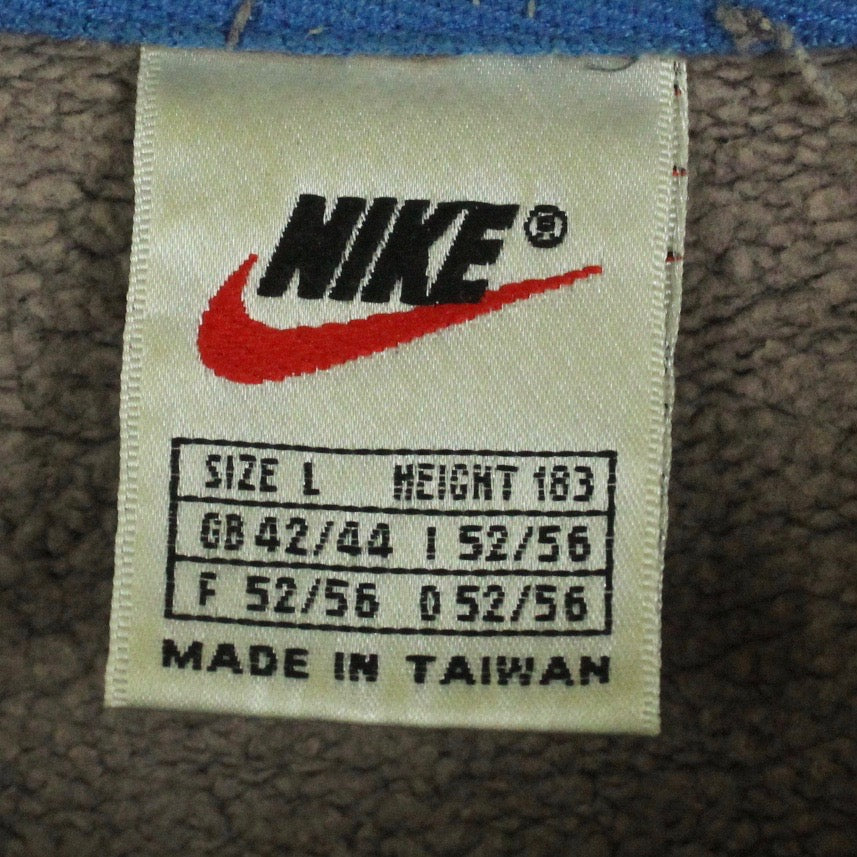 NIKE®
SIZE L HEIGHT 183
GB 42/44 I 52/56
F 52/56 D 52/56
MADE IN TAIWAN